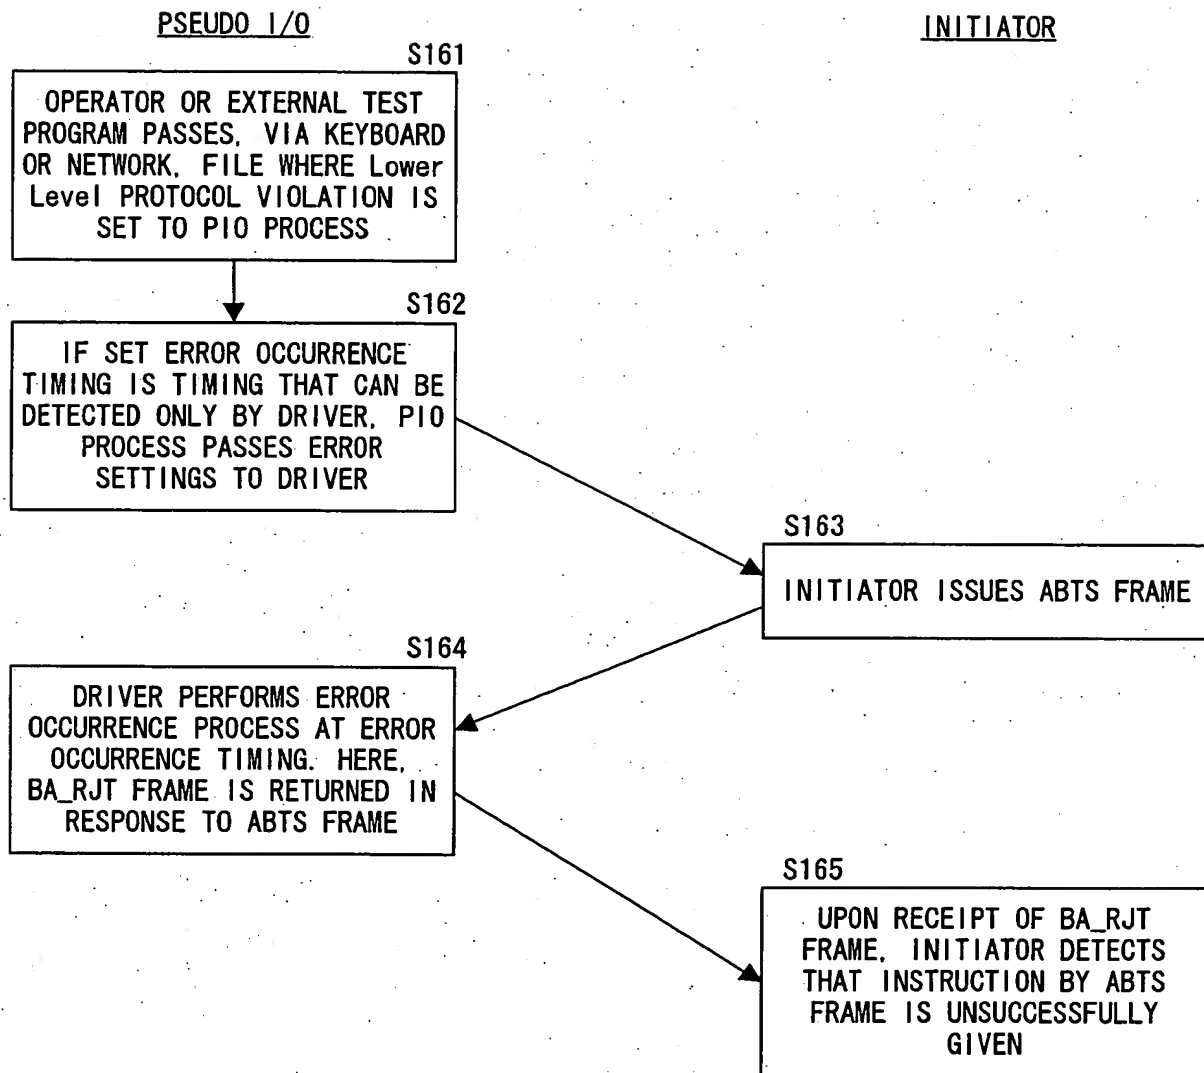 PSEUDO I/O
INITIATOR
S161
OPERATOR OR EXTERNAL TEST
PROGRAM PASSES, VIA KEYBOARD
OR NETWORK, FILE WHERE Lower
Level PROTOCOL VIOLATION IS
SET TO PIO PROCESS
S162
IF SET ERROR OCCURRENCE
TIMING IS TIMING THAT CAN BE
DETECTED ONLY BY DRIVER, PIO
PROCESS PASSES ERROR
SETTINGS TO DRIVER
S163
INITIATOR ISSUES ABTS FRAME
S164
DRIVER PERFORMS ERROR
OCCURRENCE PROCESS AT ERROR
OCCURRENCE TIMING. HERE,
BA_RJT FRAME IS RETURNED IN
RESPONSE TO ABTS FRAME
S165
UPON RECEIPT OF BA_RJT
FRAME, INITIATOR DETECTS
THAT INSTRUCTION BY ABTS
FRAME IS UNSUCCESSFULLY
GIVEN